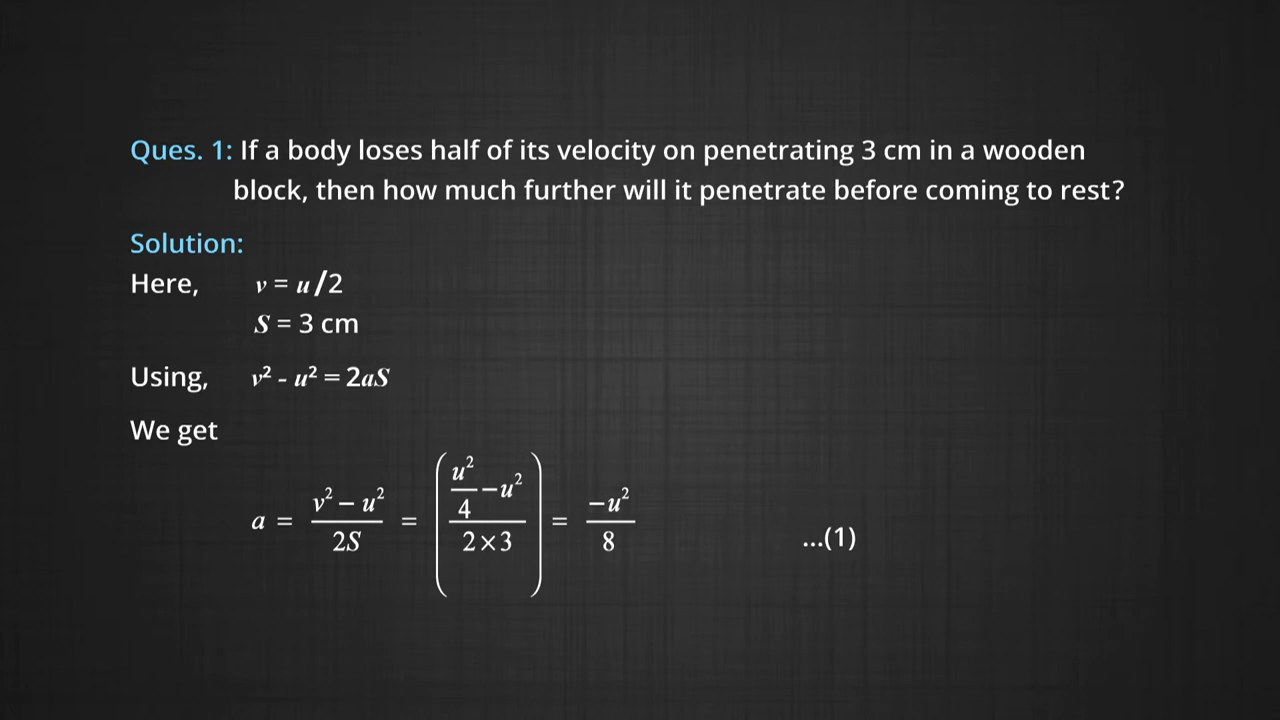 Ques. 1: If a body loses half of its velocity on penetrating 3 cm in a wooden
block, then how much further will it penetrate before coming to rest?
Solution:
Here, v = u/2
S = 3 cm
Using, v² - u² = 2aS
We get
a = (v² – u²)/(2S) = ((u²/4 – u²)/(2 × 3)) = –u²/8 ...(1)